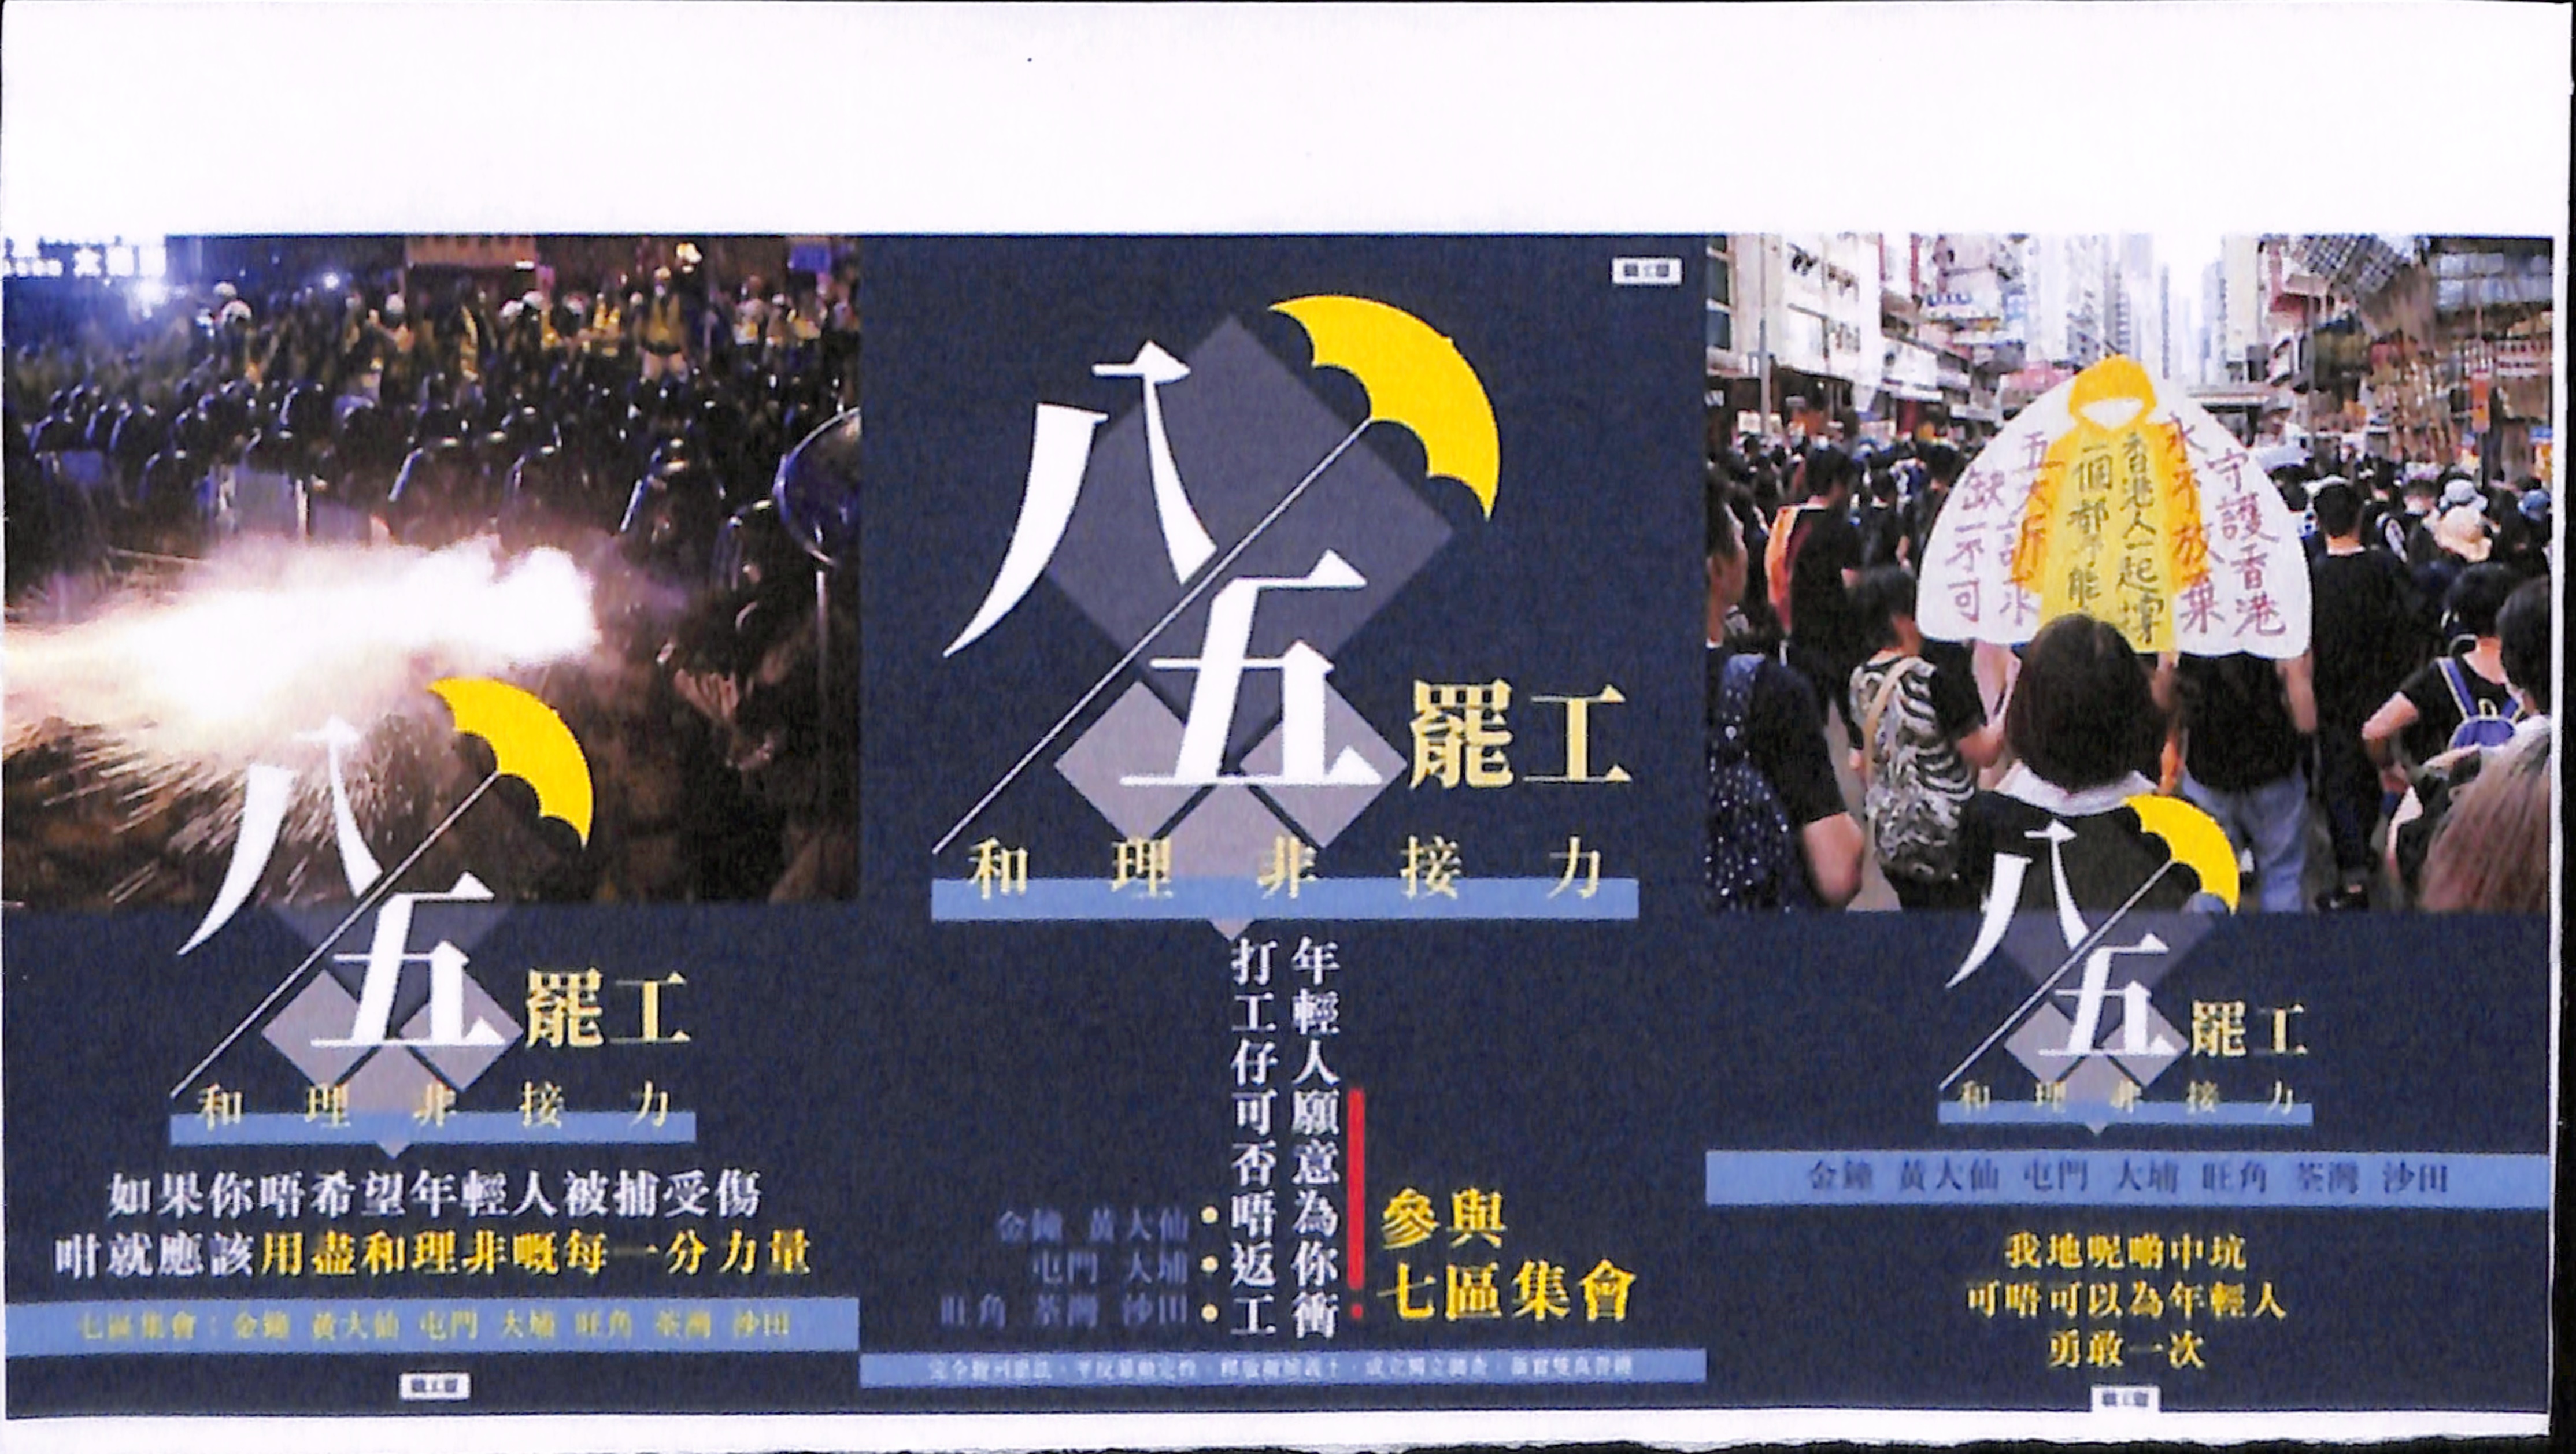 八五罷工
和理非接力
如果你唔希望年輕人被捕受傷
咁就應該用盡和理非嘅每一分力量
七區集會：金鐘 黃大仙 屯門 大埔 旺角 荃灣 沙田
職工盟
職工盟
八五罷工
和理非接力
年輕人願意為你衝
打工仔可否唔返工
參與
七區集會
金鐘 黃大仙
屯門 大埔
旺角 荃灣 沙田
守護香港
永不放棄
香港人一起撐
一個都不能
五大訴求
缺一不可
八五罷工
和理非接力
金鐘 黃大仙 屯門 大埔 旺角 荃灣 沙田
我地呢啲中坑
可唔可以為年輕人
勇敢一次
職工盟